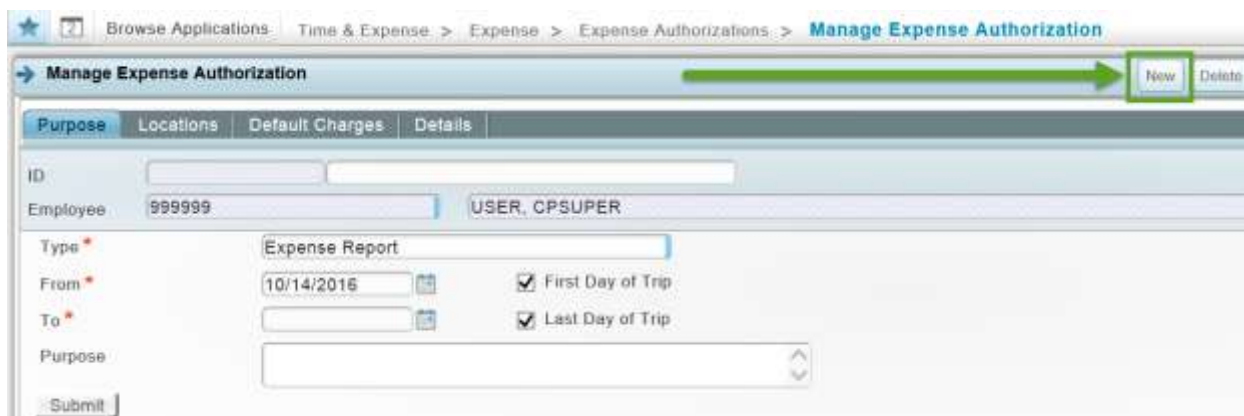 2 Browse Applications Time & Expense > Expense > Expense Authorizations > Manage Expense Authorization
Manage Expense Authorization New Delete
Purpose Locations Default Charges Details
ID
Employee 999999 USER, CPSUPER
Type * Expense Report
From * 10/14/2016 First Day of Trip
To * Last Day of Trip
Purpose
Submit